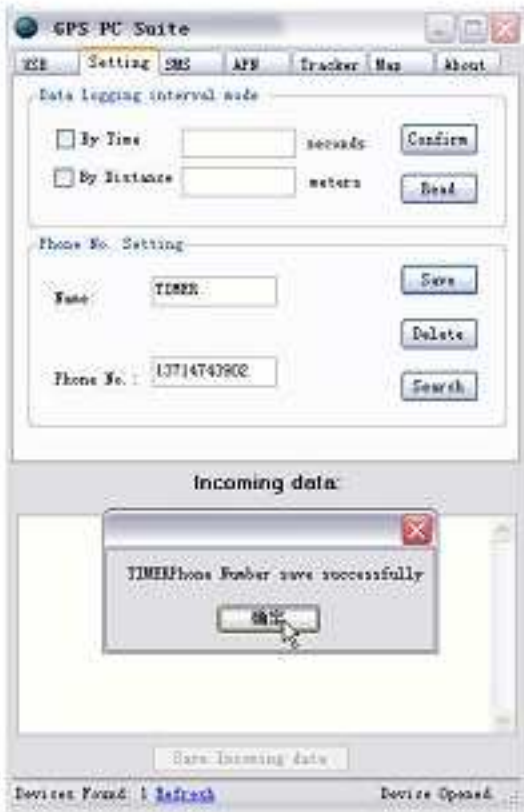 GPS PC Suite
USB Setting SMS APN Tracker Map About
Data logging interval mode
By Time seconds Confirm
By Distance meters Read
Phone No. Setting
Name TIMER Save
Delete
Phone No.: 13714743902 Search
Incoming data:
TIMERPhone Number save successfully
确定
Save Incoming data
Devices Found: 1 Refresh Device Opened